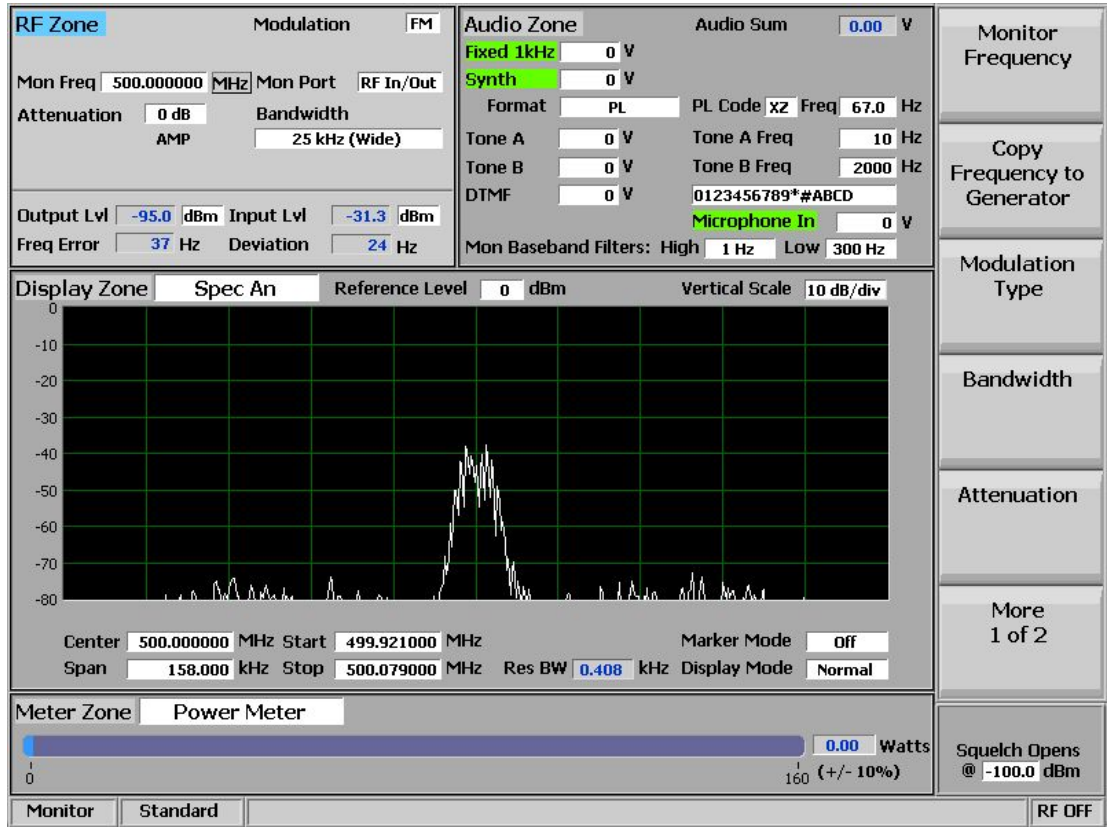 RF Zone Modulation FM
Mon Freq 500.000000 MHz Mon Port RF In/Out
Attenuation 0 dB Bandwidth
AMP 25 kHz (Wide)
Output Lvl -95.0 dBm Input Lvl -31.3 dBm
Freq Error 37 Hz Deviation 24 Hz
Audio Zone Audio Sum 0.00 V
Fixed 1kHz 0 V
Synth 0 V
Format PL PL Code XZ Freq 67.0 Hz
Tone A 0 V Tone A Freq 10 Hz
Tone B 0 V Tone B Freq 2000 Hz
DTMF 0 V 0123456789*#ABCD
Microphone In 0 V
Mon Baseband Filters: High 1 Hz Low 300 Hz
Display Zone Spec An Reference Level 0 dBm Vertical Scale 10 dB/div
0
-10
-20
-30
-40
-50
-60
-70
-80
Center 500.000000 MHz Start 499.921000 MHz Marker Mode Off
Span 158.000 kHz Stop 500.079000 MHz Res BW 0.408 kHz Display Mode Normal
Meter Zone Power Meter
0.00 Watts
0 160 (+/- 10%)
Monitor Standard RF OFF
Monitor
Frequency
Copy
Frequency to
Generator
Modulation
Type
Bandwidth
Attenuation
More
1 of 2
Squelch Opens
@ -100.0 dBm